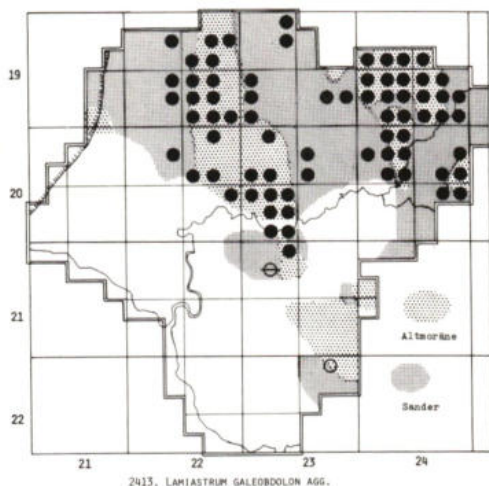 19
20
21
22
Altmoräne
Sander
21
22
23
24
2413. LAMIASTRUM GALEOBDOLON AGG.